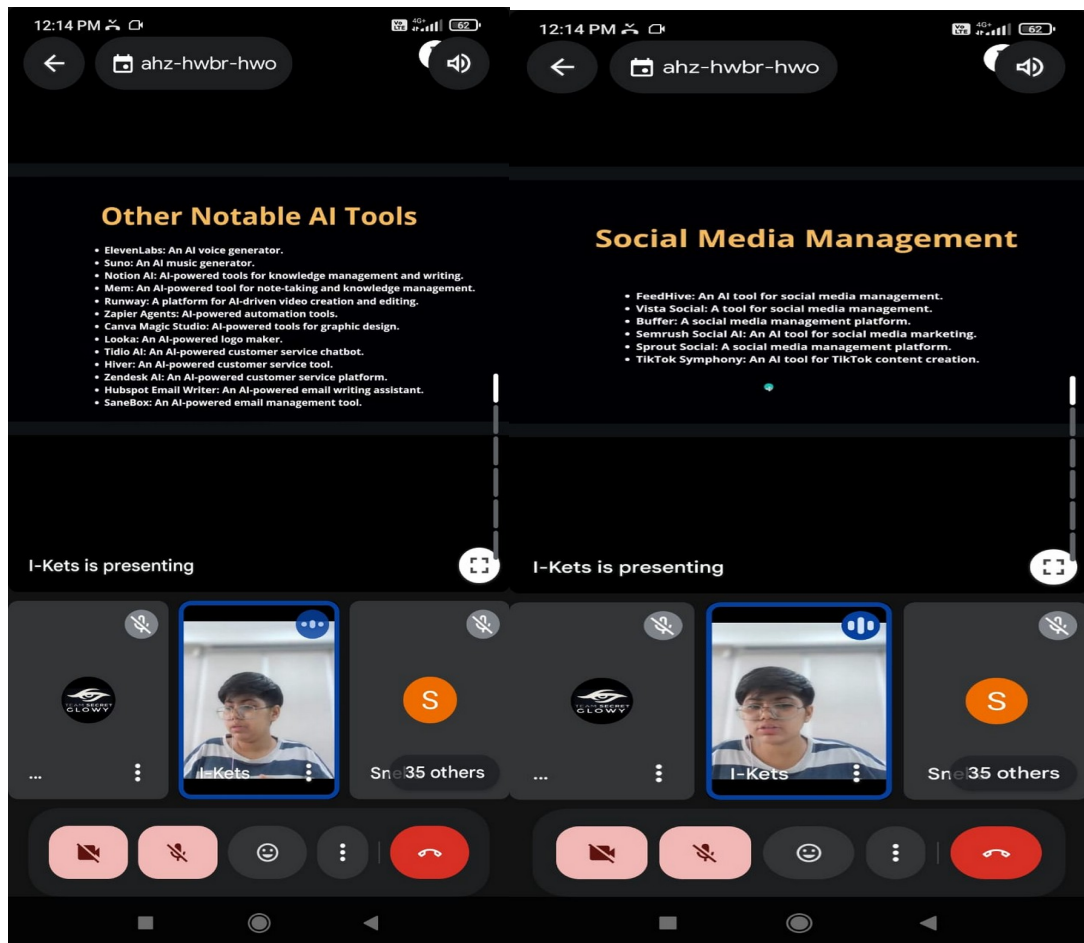 12:14 PM
Vo LTE 4G+ 62
ahz-hwbr-hwo
Other Notable AI Tools
• ElevenLabs: An AI voice generator.
• Suno: An AI music generator.
• Notion AI: AI-powered tools for knowledge management and writing.
• Mem: An AI-powered tool for note-taking and knowledge management.
• Runway: A platform for AI-driven video creation and editing.
• Zapier Agents: AI-powered automation tools.
• Canva Magic Studio: AI-powered tools for graphic design.
• Looka: An AI-powered logo maker.
• Tidio AI: An AI-powered customer service chatbot.
• Hiver: An AI-powered customer service tool.
• Zendesk AI: An AI-powered customer service platform.
• Hubspot Email Writer: An AI-powered email writing assistant.
• SaneBox: An AI-powered email management tool.
I-Kets is presenting
TEAM SECRET
GLOWY
S
...
I-Kets
Sne
35 others
12:14 PM
Vo LTE 4G+ 62
ahz-hwbr-hwo
Social Media Management
• FeedHive: An AI tool for social media management.
• Vista Social: A tool for social media management.
• Buffer: A social media management platform.
• Semrush Social AI: An AI tool for social media marketing.
• Sprout Social: A social media management platform.
• TikTok Symphony: An AI tool for TikTok content creation.
I-Kets is presenting
TEAM SECRET
GLOWY
S
...
I-Kets
Sne
35 others